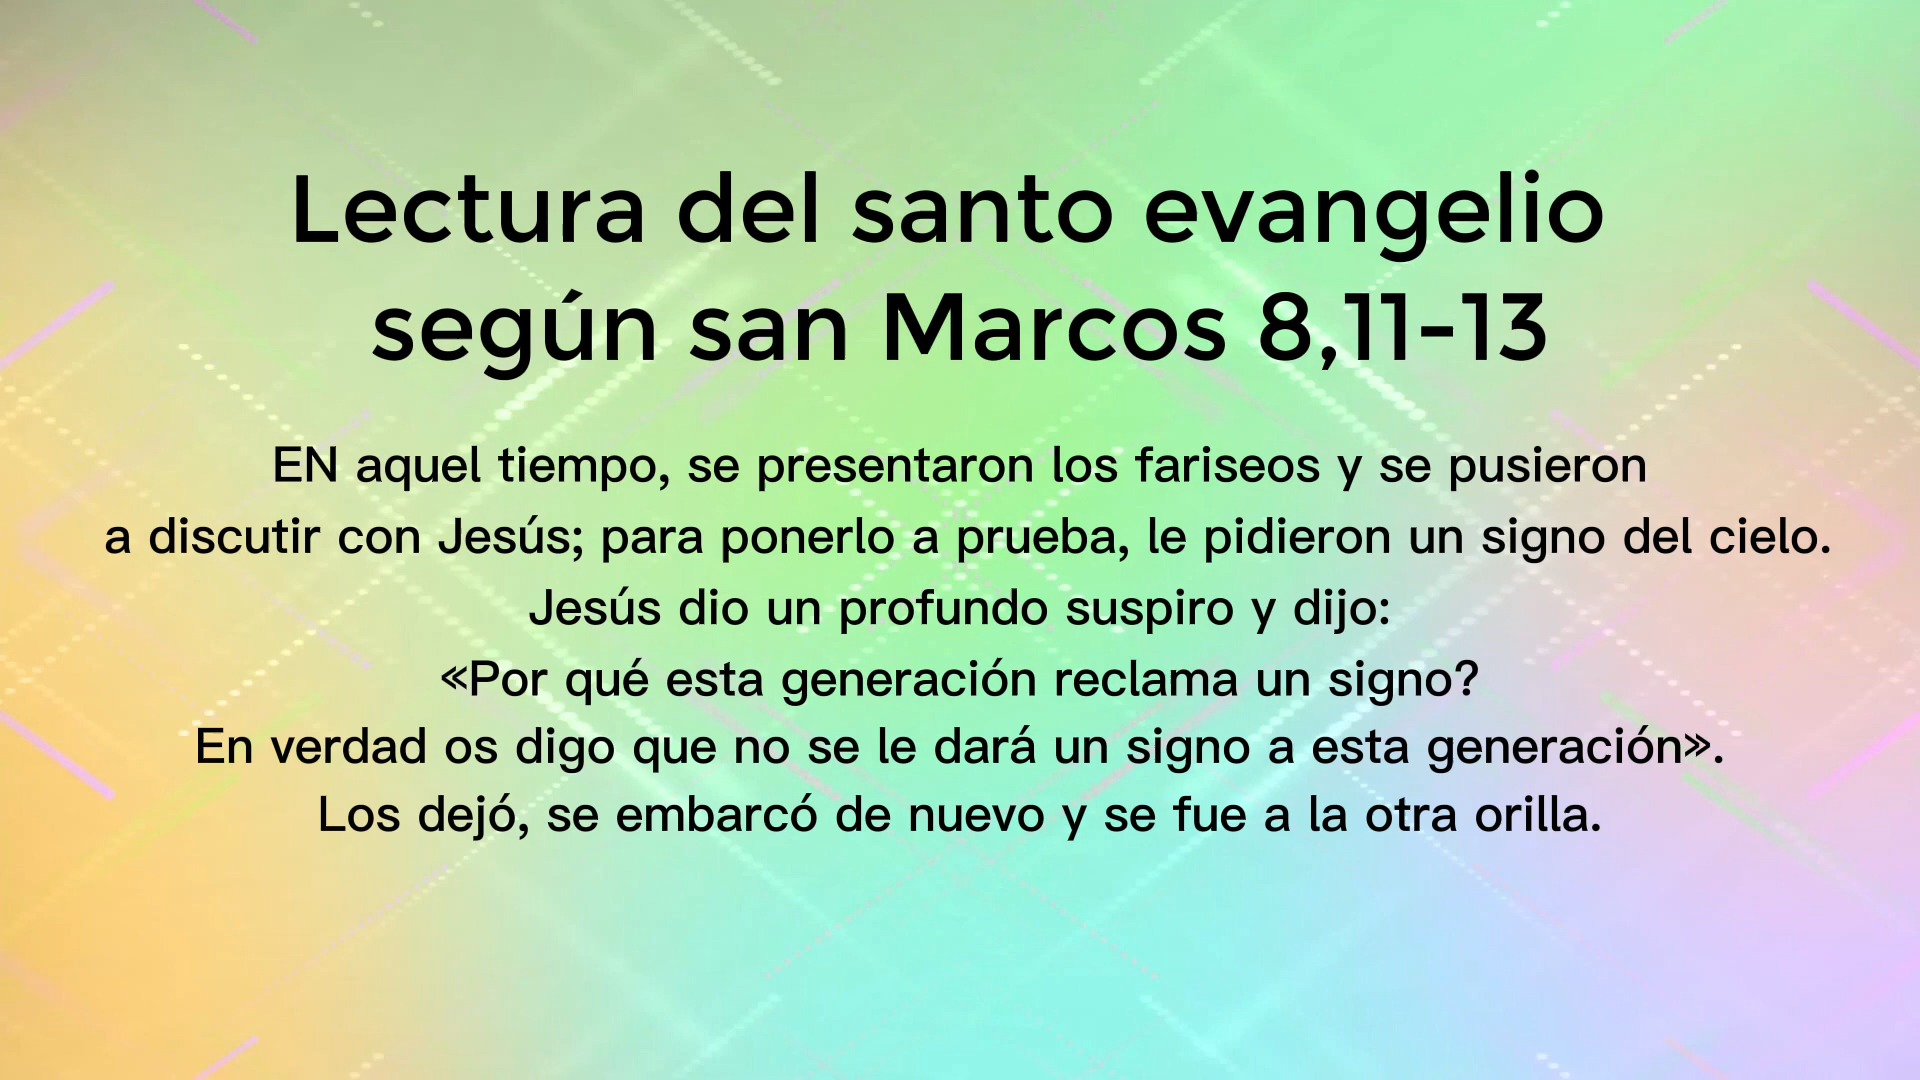 Lectura del santo evangelio
según san Marcos 8,11-13
EN aquel tiempo, se presentaron los fariseos y se pusieron
a discutir con Jesús; para ponerlo a prueba, le pidieron un signo del cielo.
Jesús dio un profundo suspiro y dijo:
«Por qué esta generación reclama un signo?
En verdad os digo que no se le dará un signo a esta generación».
Los dejó, se embarcó de nuevo y se fue a la otra orilla.